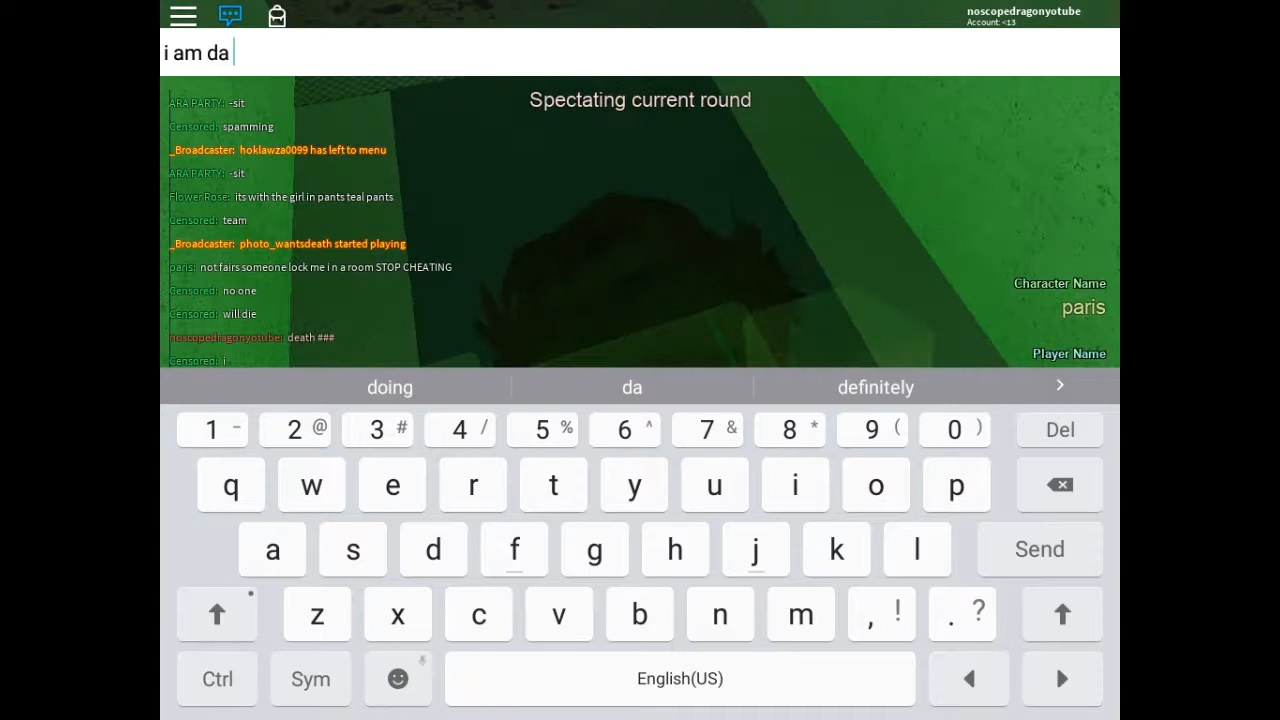 noscopedragonyotube
Account: <13
i am da
Spectating current round
ARA PARTY: -sit
Censored: spamming
_Broadcaster: hoklawza0099 has left to menu
ARA PARTY: -sit
Flower Rose: its with the girl in pants teal pants
Censored: team
_Broadcaster: photo_wantsdeath started playing
paris: not fairs someone lock me i n a room STOP CHEATING
Censored: no one
Censored: will die
noscopedragonyotube: death ###
Censored: i
Character Name
paris
Player Name
doing da definitely >
1 - 2 @ 3 # 4 / 5 % 6 ^ 7 & 8 * 9 ( 0 ) Del
q w e r t y u i o p
a s d f g h j k l Send
z x c v b n m , ! . ?
Ctrl Sym English(US)